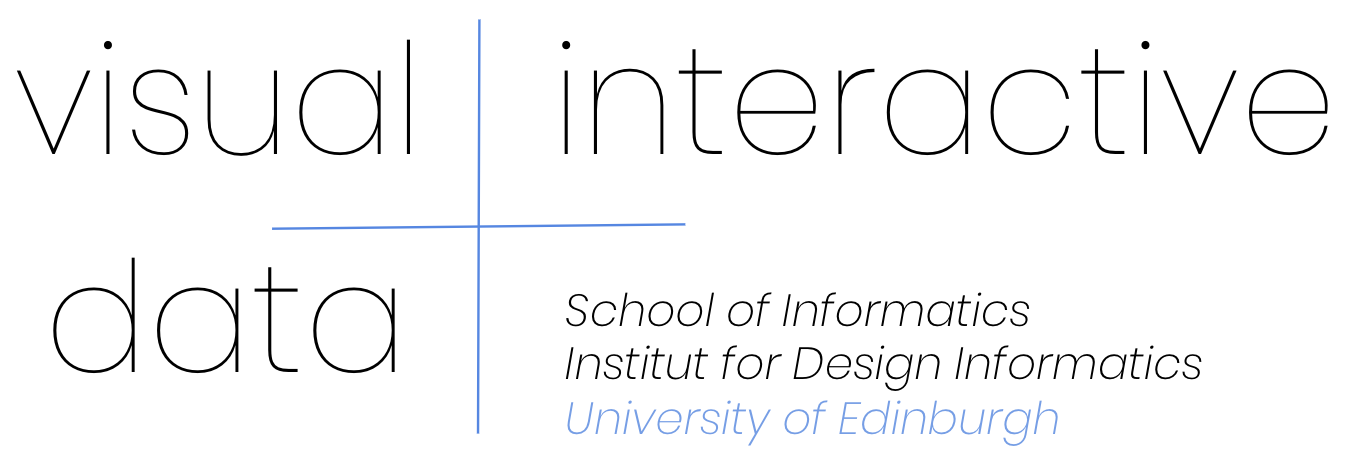 visual interactive
data
School of Informatics
Institut for Design Informatics
University of Edinburgh